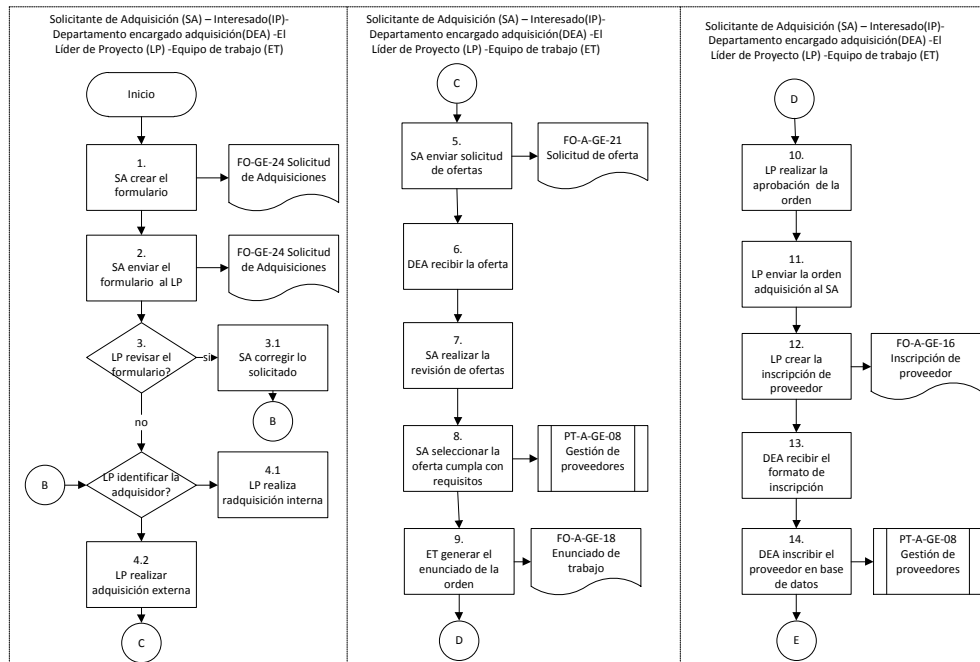 Solicitante de Adquisición (SA) – Interesado(IP)-
Departamento encargado adquisición(DEA) -El
Líder de Proyecto (LP) -Equipo de trabajo (ET)
Inicio
1.
SA crear el
formulario
FO-GE-24 Solicitud
de Adquisiciones
2.
SA enviar el
formulario al LP
FO-GE-24 Solicitud
de Adquisiciones
3.
LP revisar el
formulario?
si
3.1
SA corregir lo
solicitado
B
no
B
LP identificar la
adquisidor?
4.1
LP realiza
radquisición interna
4.2
LP realizar
adquisición externa
C
Solicitante de Adquisición (SA) – Interesado(IP)-
Departamento encargado adquisición(DEA) -El
Líder de Proyecto (LP) -Equipo de trabajo (ET)
C
5.
SA enviar solicitud
de ofertas
FO-A-GE-21
Solicitud de oferta
6.
DEA recibir la oferta
7.
SA realizar la
revisión de ofertas
8.
SA seleccionar la
oferta cumpla con
requisitos
PT-A-GE-08
Gestión de
proveedores
9.
ET generar el
enunciado de la
orden
FO-A-GE-18
Enunciado de
trabajo
D
Solicitante de Adquisición (SA) – Interesado(IP)-
Departamento encargado adquisición(DEA) -El
Líder de Proyecto (LP) -Equipo de trabajo (ET)
D
10.
LP realizar la
aprobación de la
orden
11.
LP enviar la orden
adquisición al SA
12.
LP crear la
inscripción de
proveedor
FO-A-GE-16
Inscripción de
proveedor
13.
DEA recibir el
formato de
inscripción
14.
DEA inscribir el
proveedor en base
de datos
PT-A-GE-08
Gestión de
proveedores
E